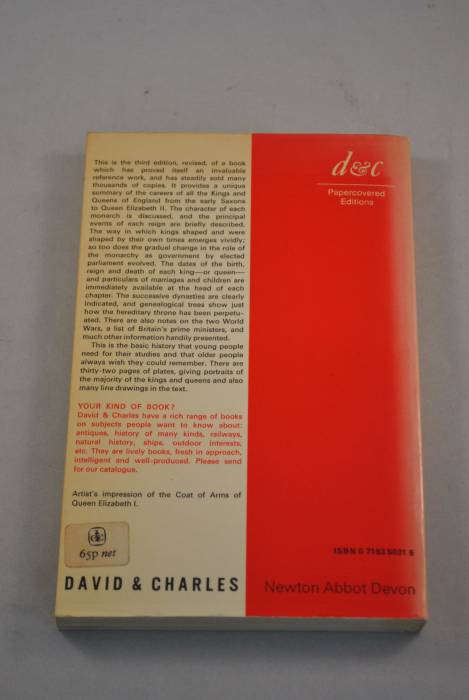 This is the third edition, revised, of a book
which has proved itself an invaluable
reference work, and has steadily sold many
thousands of copies. It provides a unique
summary of the careers of all the Kings and
Queens of England from the early Saxons
to Queen Elizabeth II. The character of each
monarch is discussed, and the principal
events of each reign are briefly described.
The way in which kings shaped and were
shaped by their own times emerges vividly;
so too does the gradual change in the role of
the monarchy as government by elected
parliament evolved. The dates of the birth,
reign and death of each king—or queen—
and particulars of marriages and children are
immediately available at the head of each
chapter. The successive dynasties are clearly
indicated, and genealogical trees show just
how the hereditary throne has been perpetu-
ated. There are also notes on the two World
Wars, a list of Britain's prime ministers, and
much other information handily presented.
This is the basic history that young people
need for their studies and that older people
always wish they could remember. There are
thirty-two pages of plates, giving portraits of
the majority of the kings and queens and also
many line drawings in the text.
YOUR KIND OF BOOK?
David & Charles have a rich range of books
on subjects people want to know about:
antiques, history of many kinds, railways,
natural history, ships, outdoor interests,
etc. They are lively books, fresh in approach,
intelligent and well-produced. Please send
for our catalogue.
Artist's impression of the Coat of Arms of
Queen Elizabeth I.
d&c
65p net
DAVID & CHARLES
d&c
Papercovered
Editions
ISBN 0 7153 5021 6
Newton Abbot Devon